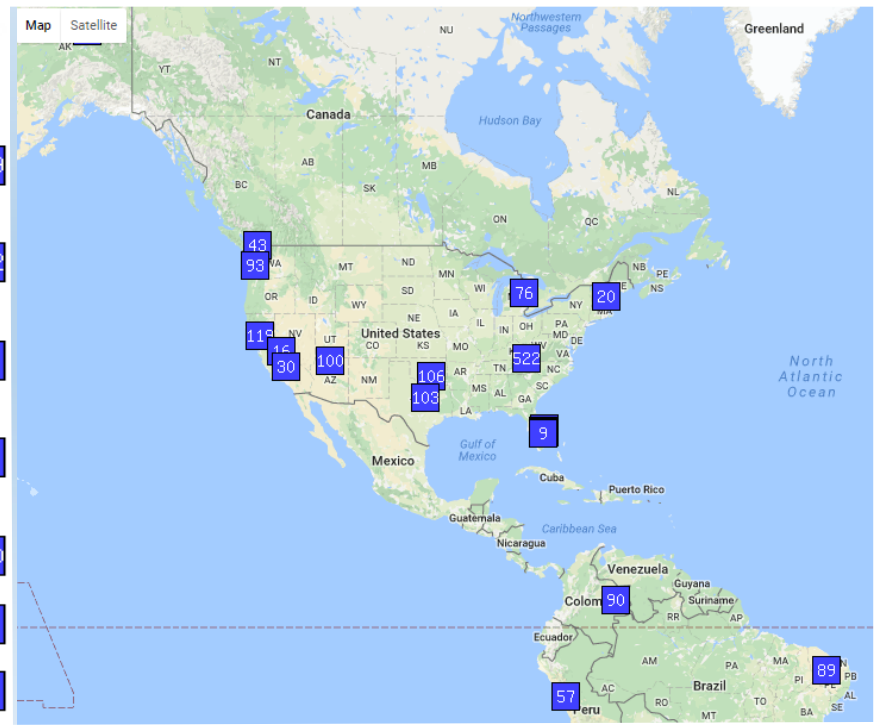 Map Satellite
Northwestern
Passages
NU
Greenland
AK
YT
NT
Canada
Hudson Bay
AB
MB
BC
SK
NL
ON
QC
43
93 WA
MT
ND
MN
NB
PE
NS
OR
ID
SD
WI
76
NY
20
MA
WY
IA
119
NV
NE
IL
IN
OH
PA
MD
DE
16
UT
United States
CO
KS
MO
522
VA
30
100
106
AR
TN
NC
North
Atlantic
Ocean
AZ
NM
103
MS
AL
SC
GA
LA
9
Gulf of
Mexico
Mexico
Cuba
Puerto Rico
Guatemala
Caribbean Sea
Nicaragua
Venezuela
Guyana
90
Suriname
RR
AP
Ecuador
AM
PA
MA
89
PB
PI
AC
Brazil
AL
57
RO
TO
SE
Peru
MT
BA